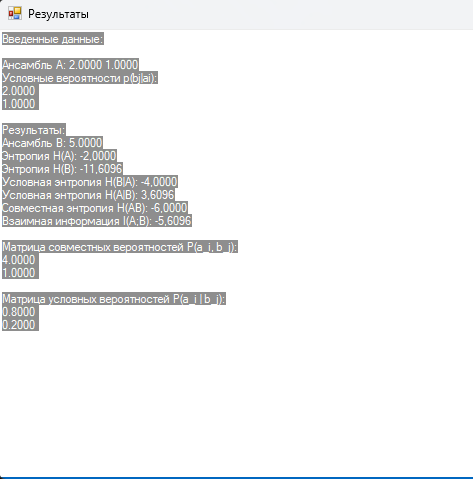 Результаты
Введенные данные:
Ансамбль A: 2.0000 1.0000
Условные вероятности p(bj|ai):
2.0000
1.0000
Результаты:
Ансамбль B: 5.0000
Энтропия H(A): -2,0000
Энтропия H(B): -11,6096
Условная энтропия H(B|A): -4,0000
Условная энтропия H(A|B): 3,6096
Совместная энтропия H(AB): -6,0000
Взаимная информация I(A;B): -5,6096
Матрица совместных вероятностей P(a_i, b_j):
4.0000
1.0000
Матрица условных вероятностей P(a_i | b_j):
0.8000
0.2000